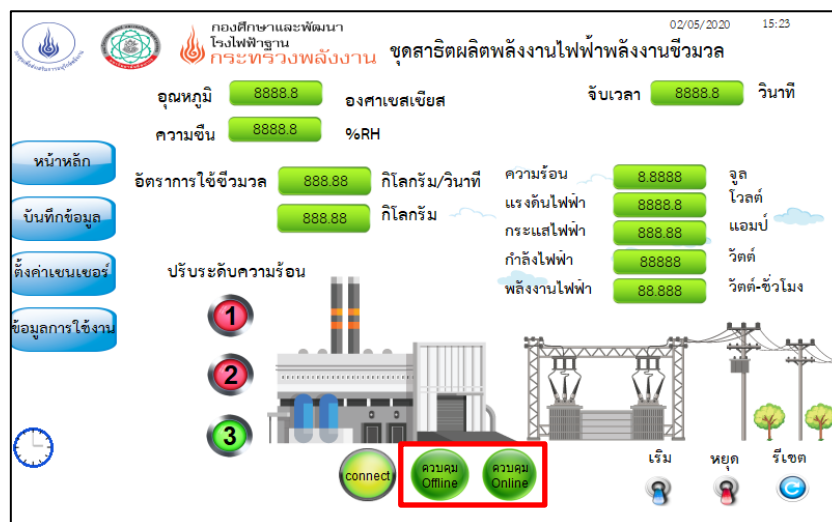 กองศึกษาและพัฒนา
โรงไฟฟ้าฐาน
กระทรวงพลังงาน
ชุดสาธิตผลิตพลังงานไฟฟ้าพลังงานชีวมวล
02/05/2020 15:23
อุณหภูมิ 8888.8 องศาเซสเซียส
จับเวลา 8888.8 วินาที
ความชื้น 8888.8 %RH
หน้าหลัก
บันทึกข้อมูล
ตั้งค่าเซนเซอร์
ข้อมูลการใช้งาน
อัตราการใช้ชีวมวล 888.88 กิโลกรัม/วินาที
888.88 กิโลกรัม
ความร้อน 8.8888 จูล
แรงดันไฟฟ้า 8888.8 โวลต์
กระแสไฟฟ้า 888.88 แอมป์
กำลังไฟฟ้า 88888 วัตต์
พลังงานไฟฟ้า 88.888 วัตต์-ชั่วโมง
ปรับระดับความร้อน
1
2
3
connect
ควบคุม
Offline
ควบคุม
Online
เริ่ม หยุด รีเซต